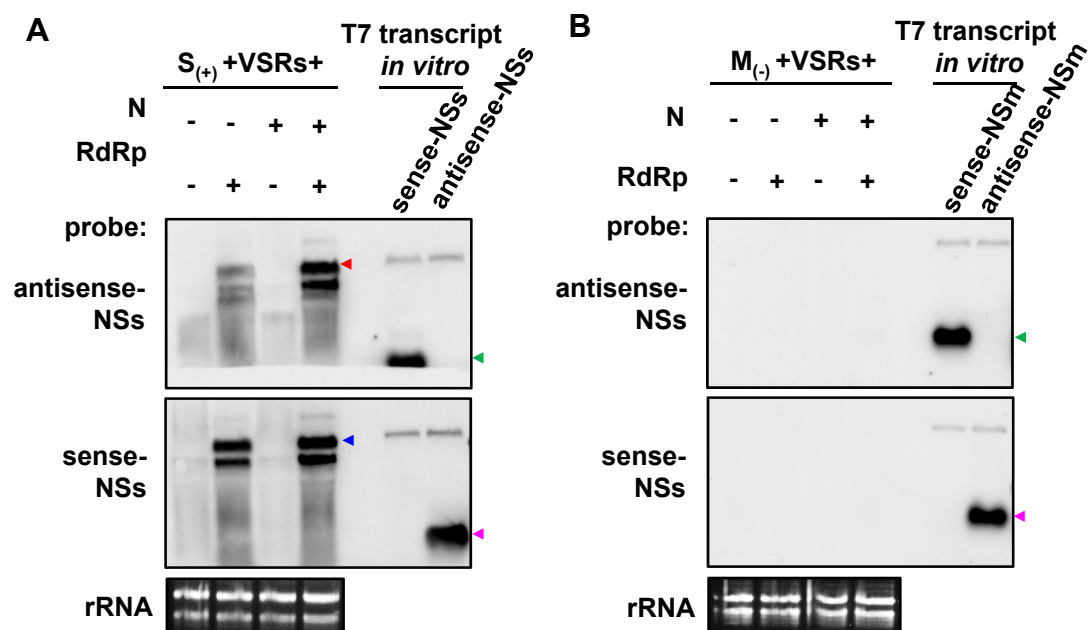 A
S(+) +VSRs+
T7 transcript
in vitro
N
- - + +
RdRp
- + - +
sense-NSs
antisense-NSs
probe:
antisense-
NSs
sense-
NSs
rRNA
B
M(-) +VSRs+
T7 transcript
in vitro
N
- - + +
RdRp
- + - +
sense-NSm
antisense-NSm
probe:
antisense-
NSs
sense-
NSs
rRNA